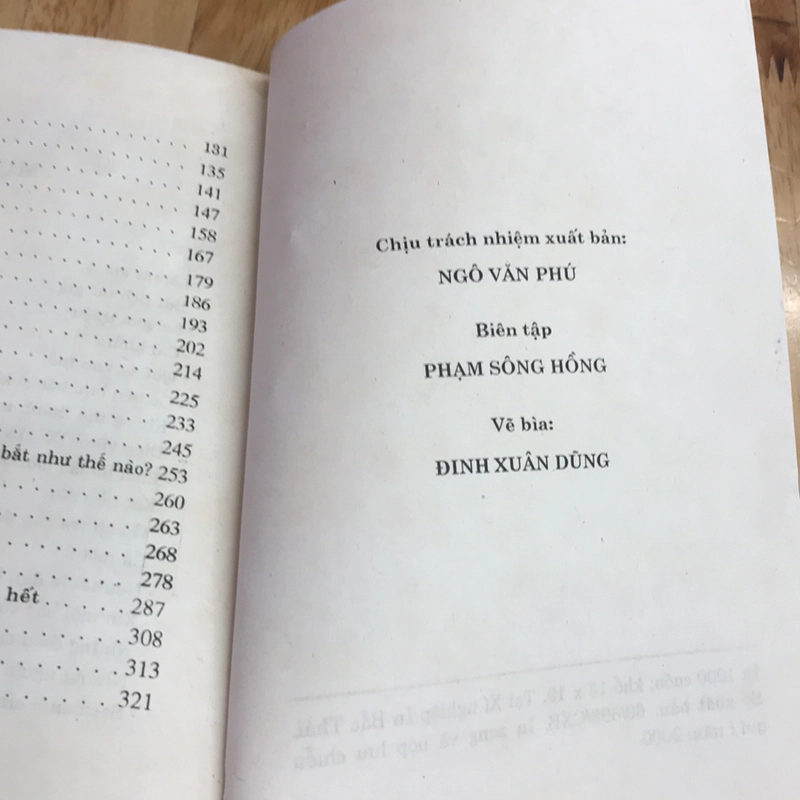 131
135
141
147
158
167
179
186
193
202
214
225
233
245
bắt như thế nào? 253
260
263
268
278
hết . . . . . . 287
308
313
321
Chịu trách nhiệm xuất bản:
NGÔ VĂN PHÚ
Biên tập
PHẠM SÔNG HỒNG
Vẽ bìa:
ĐINH XUÂN DŨNG